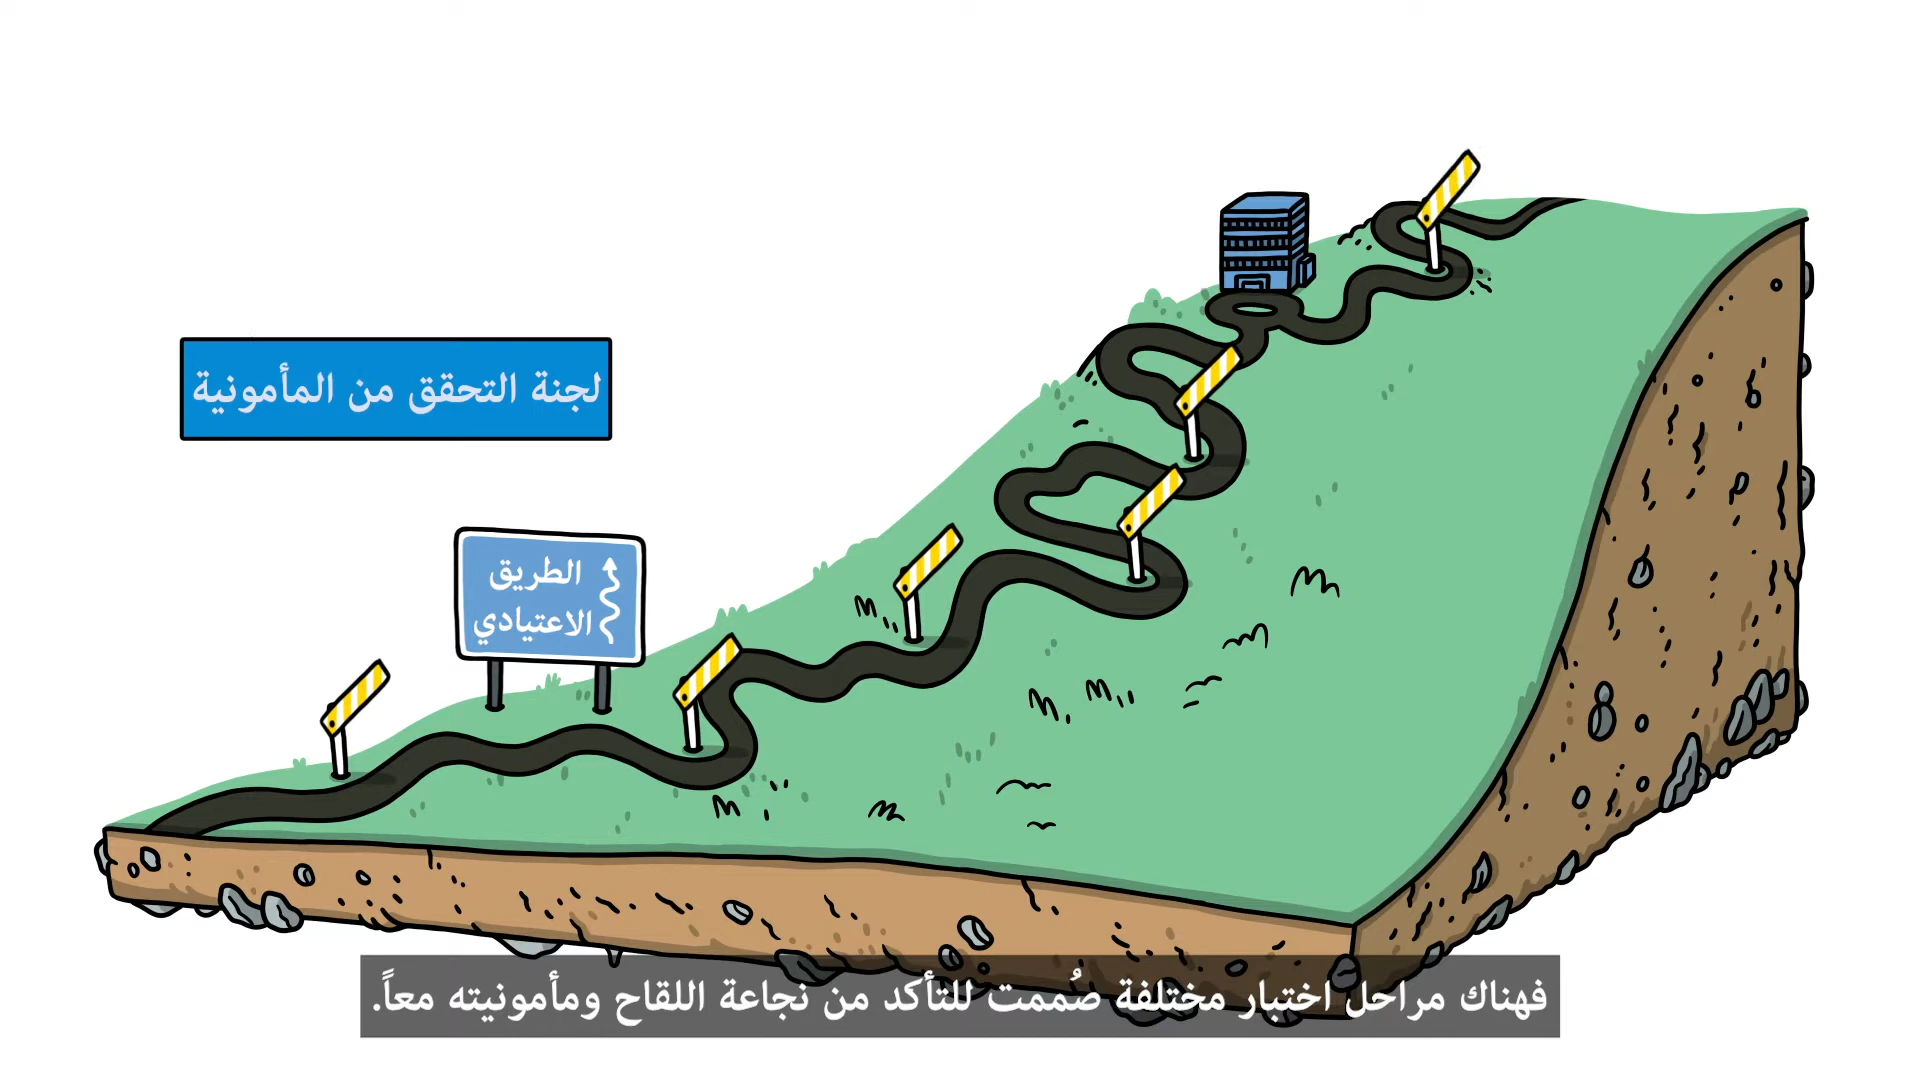 لجنة التحقق من المأمونية
الطريق
الاعتيادي
فهناك مراحل اختبار مختلفة صُممت للتأكد من نجاعة اللقاح ومأمونيته معاً.